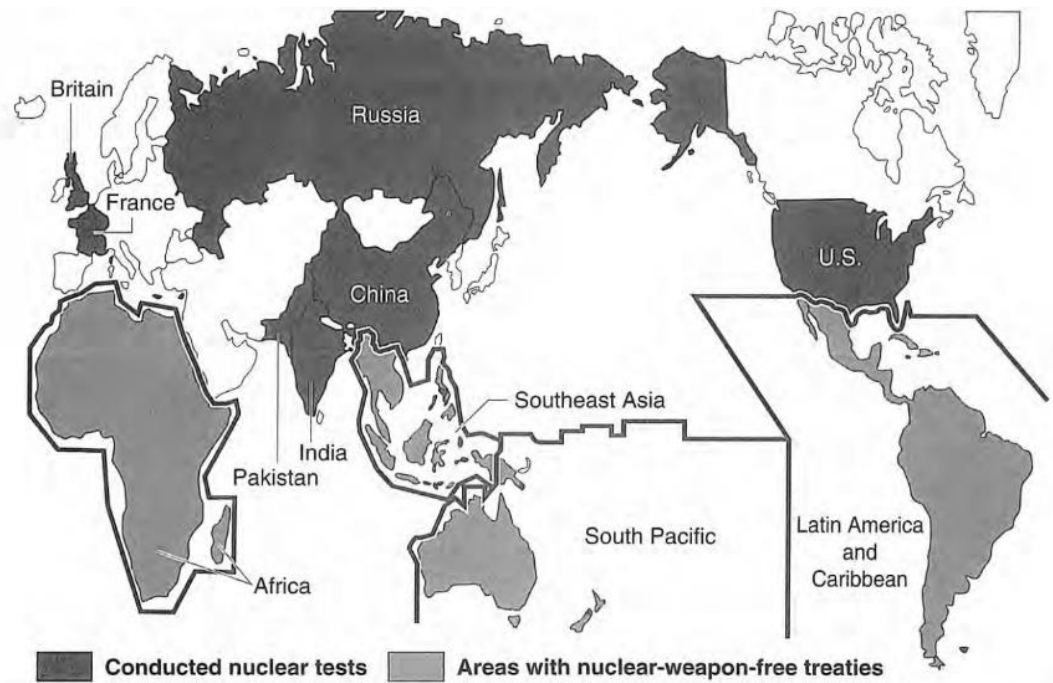 Britain
Russia
France
U.S.
China
Southeast Asia
India
Pakistan
South Pacific
Latin America
and
Caribbean
Africa
Conducted nuclear tests
Areas with nuclear-weapon-free treaties